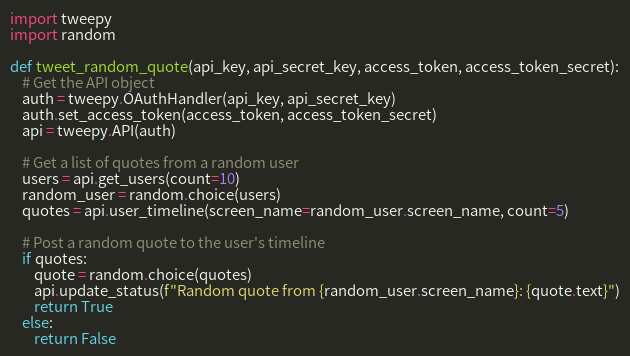 import tweepy
import random

def tweet_random_quote(api_key, api_secret_key, access_token, access_token_secret):
    # Get the API object
    auth = tweepy.OAuthHandler(api_key, api_secret_key)
    auth.set_access_token(access_token, access_token_secret)
    api = tweepy.API(auth)

    # Get a list of quotes from a random user
    users = api.get_users(count=10)
    random_user = random.choice(users)
    quotes = api.user_timeline(screen_name=random_user.screen_name, count=5)

    # Post a random quote to the user's timeline
    if quotes:
        quote = random.choice(quotes)
        api.update_status(f"Random quote from {random_user.screen_name}: {quote.text}")
        return True
    else:
        return False